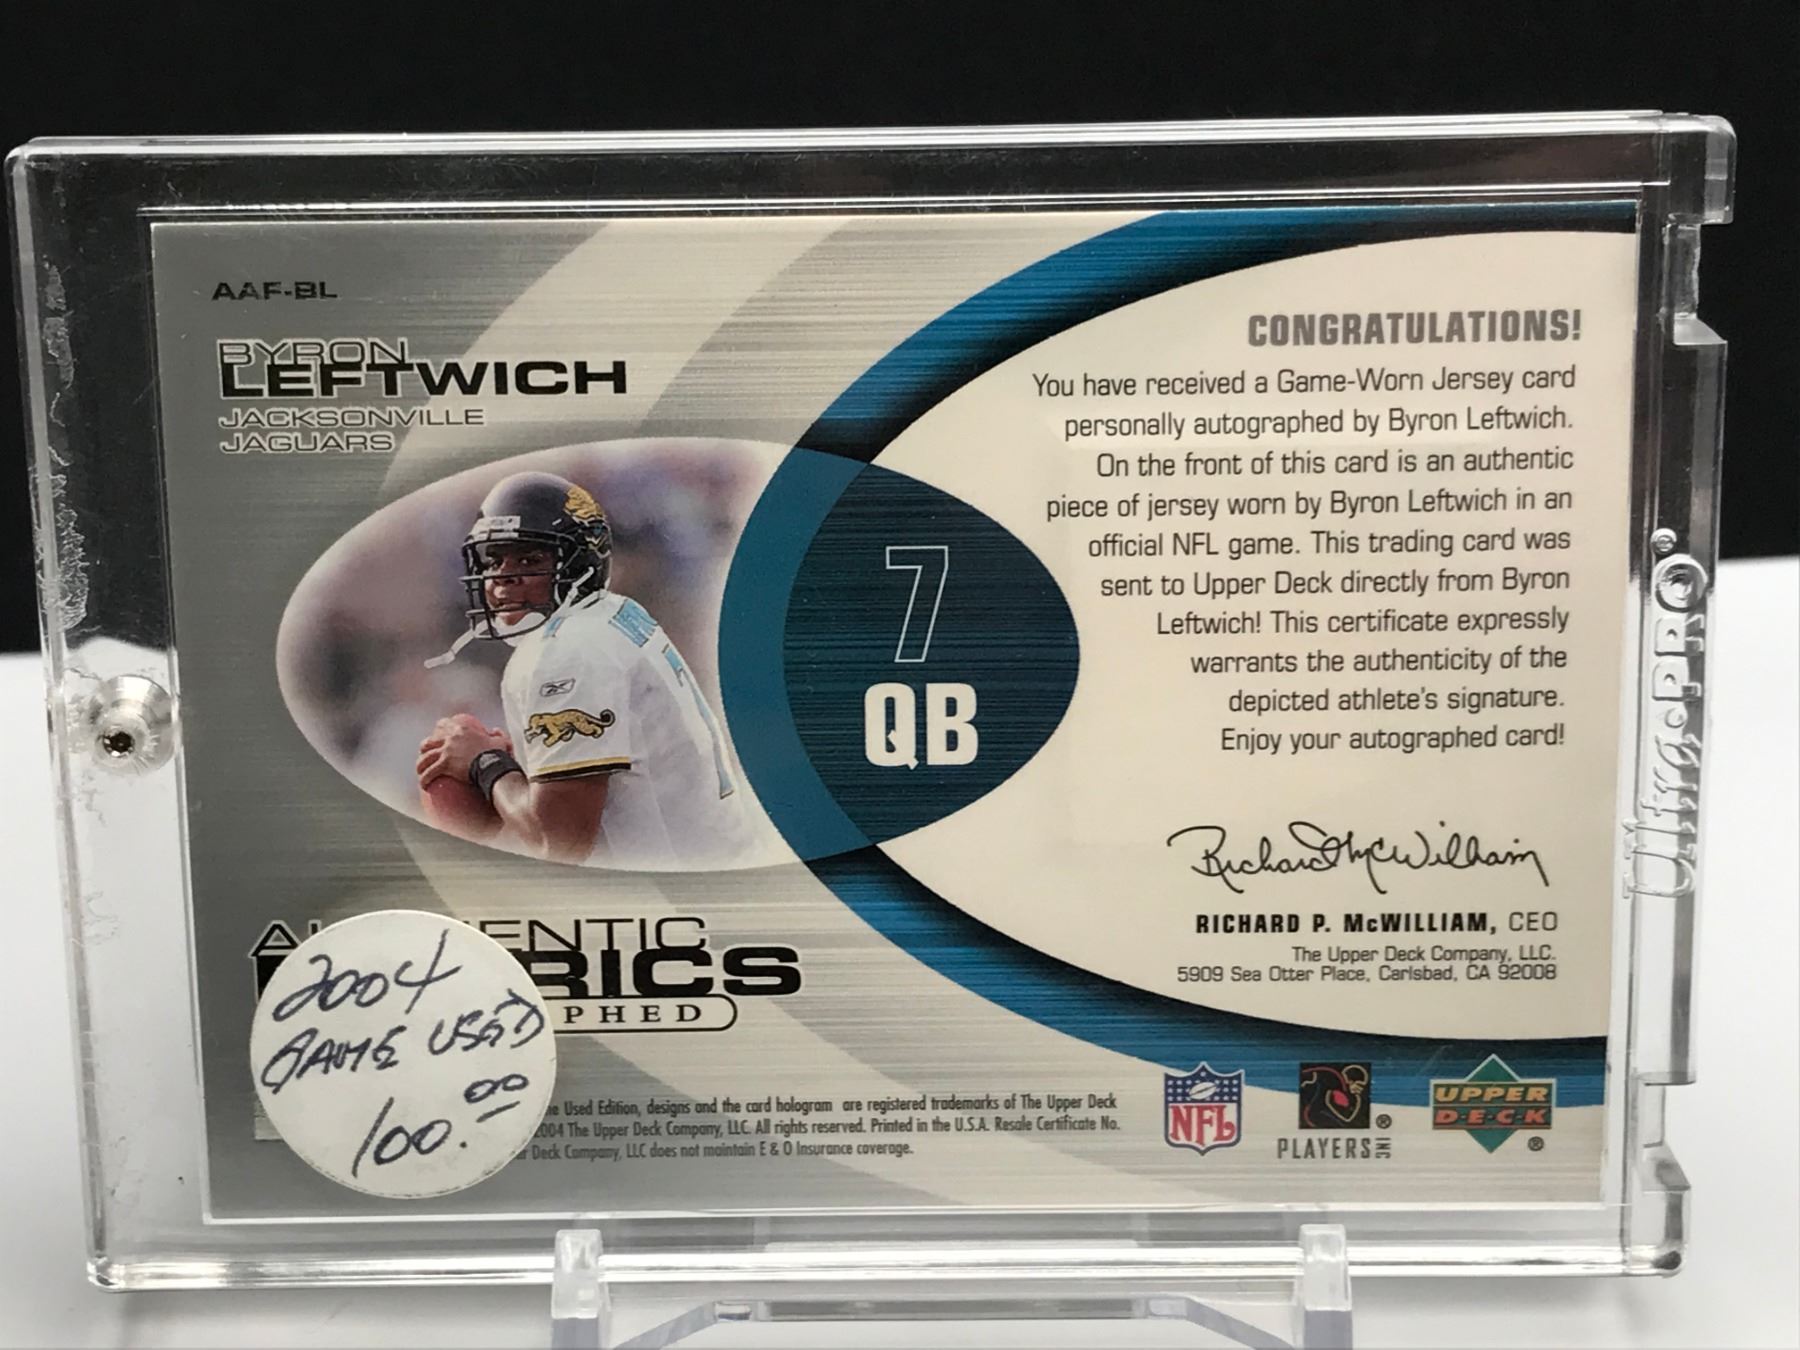 AAF-BL
BYRON
LEFTWICH
JACKSONVILLE
JAGUARS
7
QB
CONGRATULATIONS!
You have received a Game-Worn Jersey card
personally autographed by Byron Leftwich.
On the front of this card is an authentic
piece of jersey worn by Byron Leftwich in an
official NFL game. This trading card was
sent to Upper Deck directly from Byron
Leftwich! This certificate expressly
warrants the authenticity of the
depicted athlete's signature.
Enjoy your autographed card!
Richard McWilliam
RICHARD P. McWILLIAM, CEO
The Upper Deck Company, LLC.
5909 Sea Otter Place, Carlsbad, CA 92008
ENTIC
RICS
PHED
2004
GAME USED
100.00
Used Edition, designs and the card hologram are registered trademarks of The Upper Deck
2004 The Upper Deck Company, LLC. All rights reserved. Printed in the U.S.A. Resale Certificate No.
Deck Company, LLC does not maintain E & O Insurance coverage.
NFL
PLAYERS INC
®
UPPER
D·E·C·K
®
Ultra·PRO®